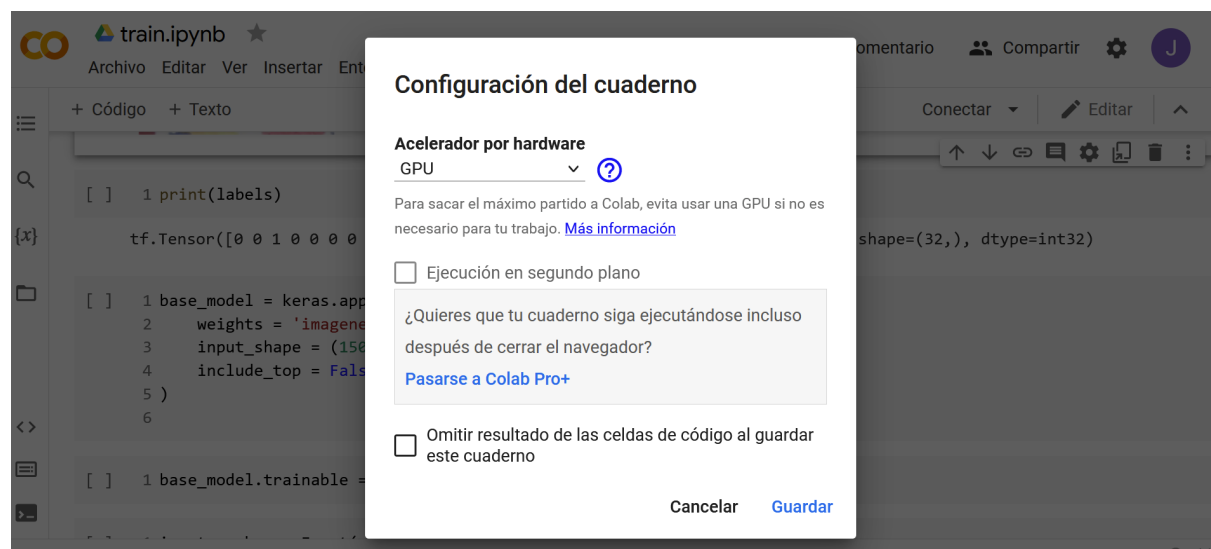 train.ipynb
Archivo Editar Ver Insertar
Compartir
J
+ Código + Texto
Conectar
Editar
Configuración del cuaderno
Acelerador por hardware
GPU
?
Para sacar el máximo partido a Colab, evita usar una GPU si no es
necesario para tu trabajo. Más información
Ejecución en segundo plano
¿Quieres que tu cuaderno siga ejecutándose incluso
después de cerrar el navegador?
Pasarse a Colab Pro+
Omitir resultado de las celdas de código al guardar
este cuaderno
Cancelar Guardar
{x}
[ ] 1 print(labels)
tf.Tensor([0 0 1 0 0 0 0
shape=(32,), dtype=int32)
[ ] 1 base_model = keras.app
2 weights = 'imagene
3 input_shape = (150
4 include_top = Fals
5 )
6
[ ] 1 base_model.trainable =